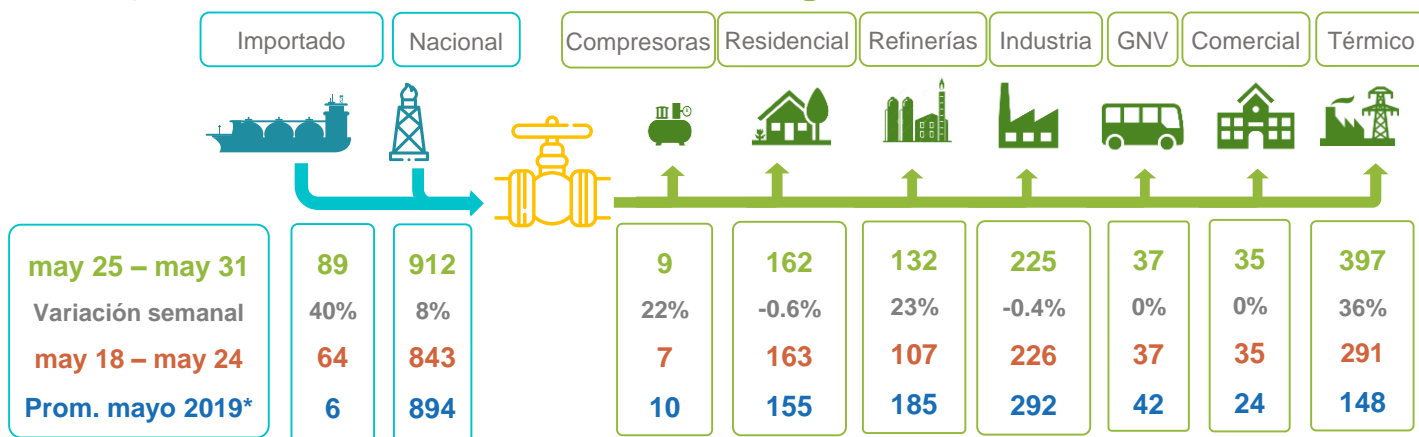 Importado Nacional Compresoras Residencial Refinerías Industria GNV Comercial Térmico
may 25 – may 31 89 912 9 162 132 225 37 35 397
Variación semanal 40% 8% 22% -0.6% 23% -0.4% 0% 0% 36%
may 18 – may 24 64 843 7 163 107 226 37 35 291
Prom. mayo 2019* 6 894 10 155 185 292 42 24 148